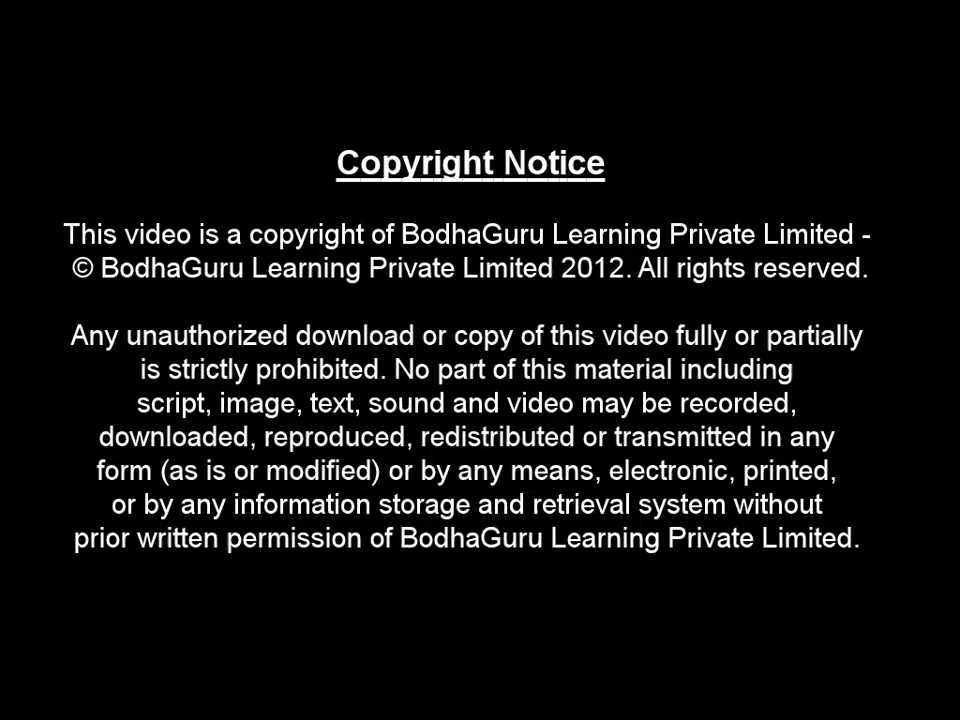 Copyright Notice
This video is a copyright of BodhaGuru Learning Private Limited -
© BodhaGuru Learning Private Limited 2012. All rights reserved.
Any unauthorized download or copy of this video fully or partially
is strictly prohibited. No part of this material including
script, image, text, sound and video may be recorded,
downloaded, reproduced, redistributed or transmitted in any
form (as is or modified) or by any means, electronic, printed,
or by any information storage and retrieval system without
prior written permission of BodhaGuru Learning Private Limited.